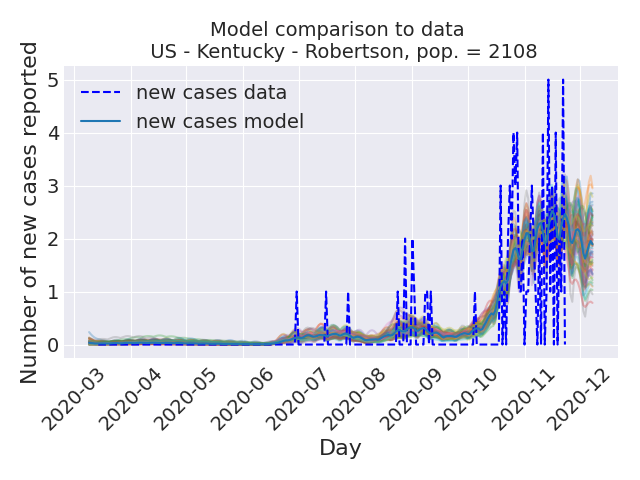 Model comparison to data
US - Kentucky - Robertson, pop. = 2108
Number of new cases reported
5
4
3
2
1
0
new cases data
new cases model
2020-03
2020-04
2020-05
2020-06
2020-07
2020-08
2020-09
2020-10
2020-11
2020-12
Day